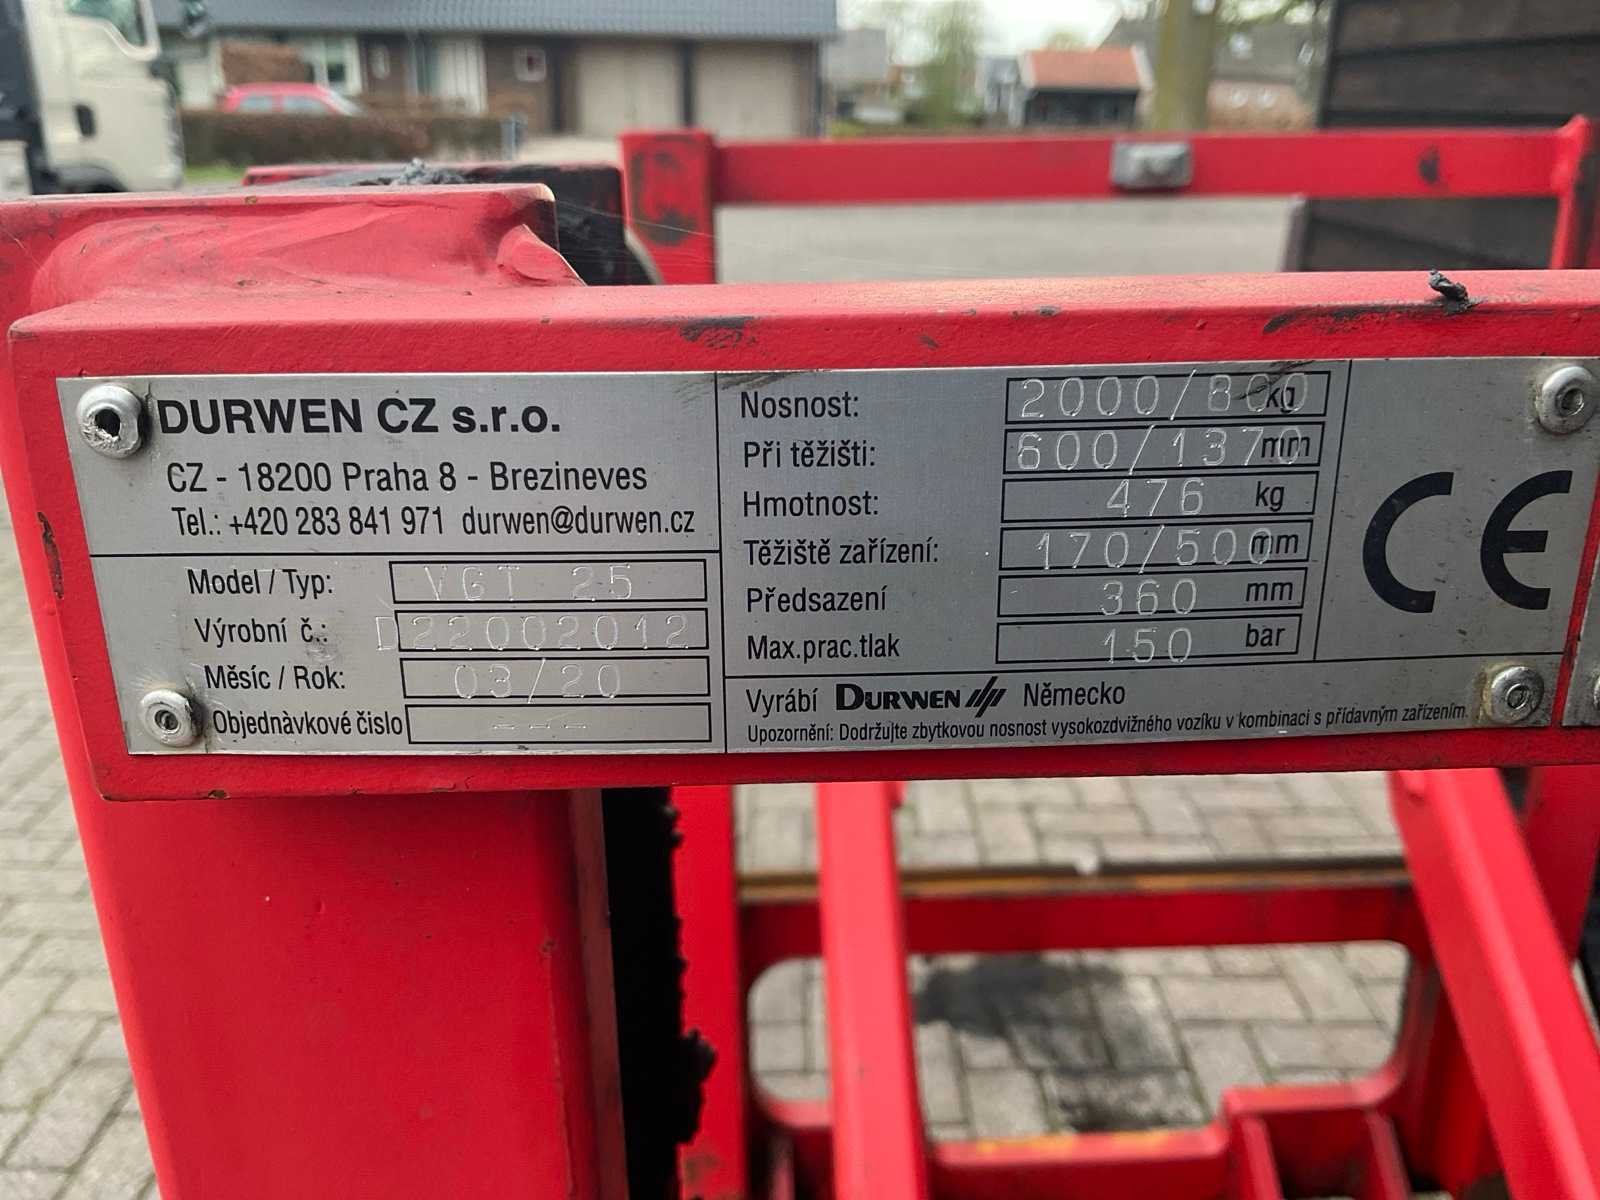 DURWEN CZ s.r.o.
CZ - 18200 Praha 8 - Brezineves
Tel.: +420 283 841 971 durwen@durwen.cz
Model / Typ: VGT 25
Výrobní č.: D22002012
Měsíc / Rok: 03/20
Objednàvkové čislo ---
Nosnost: 2000/800 kg
Při těžišti: 600/1370 mm
Hmotnost: 476 kg
Těžiště zařízení: 170/500 mm
Předsazení 360 mm
Max.prac.tlak 150 bar
CE
Vyrábí DURWEN Německo
Upozornění: Dodržujte zbytkovou nosnost vysokozdvižného vozíku v kombinaci s přídavným zařízením.